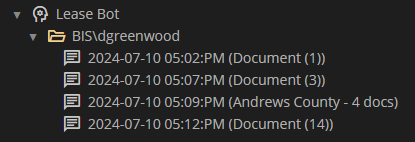 Lease Bot
BIS\dgreenwood
2024-07-10 05:02:PM (Document (1))
2024-07-10 05:07:PM (Document (3))
2024-07-10 05:09:PM (Andrews County - 4 docs)
2024-07-10 05:12:PM (Document (14))